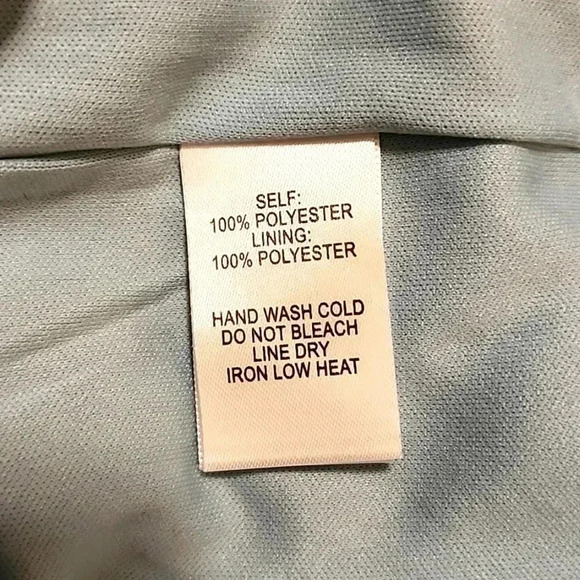 SELF:
100% POLYESTER
LINING:
100% POLYESTER
HAND WASH COLD
DO NOT BLEACH
LINE DRY
IRON LOW HEAT